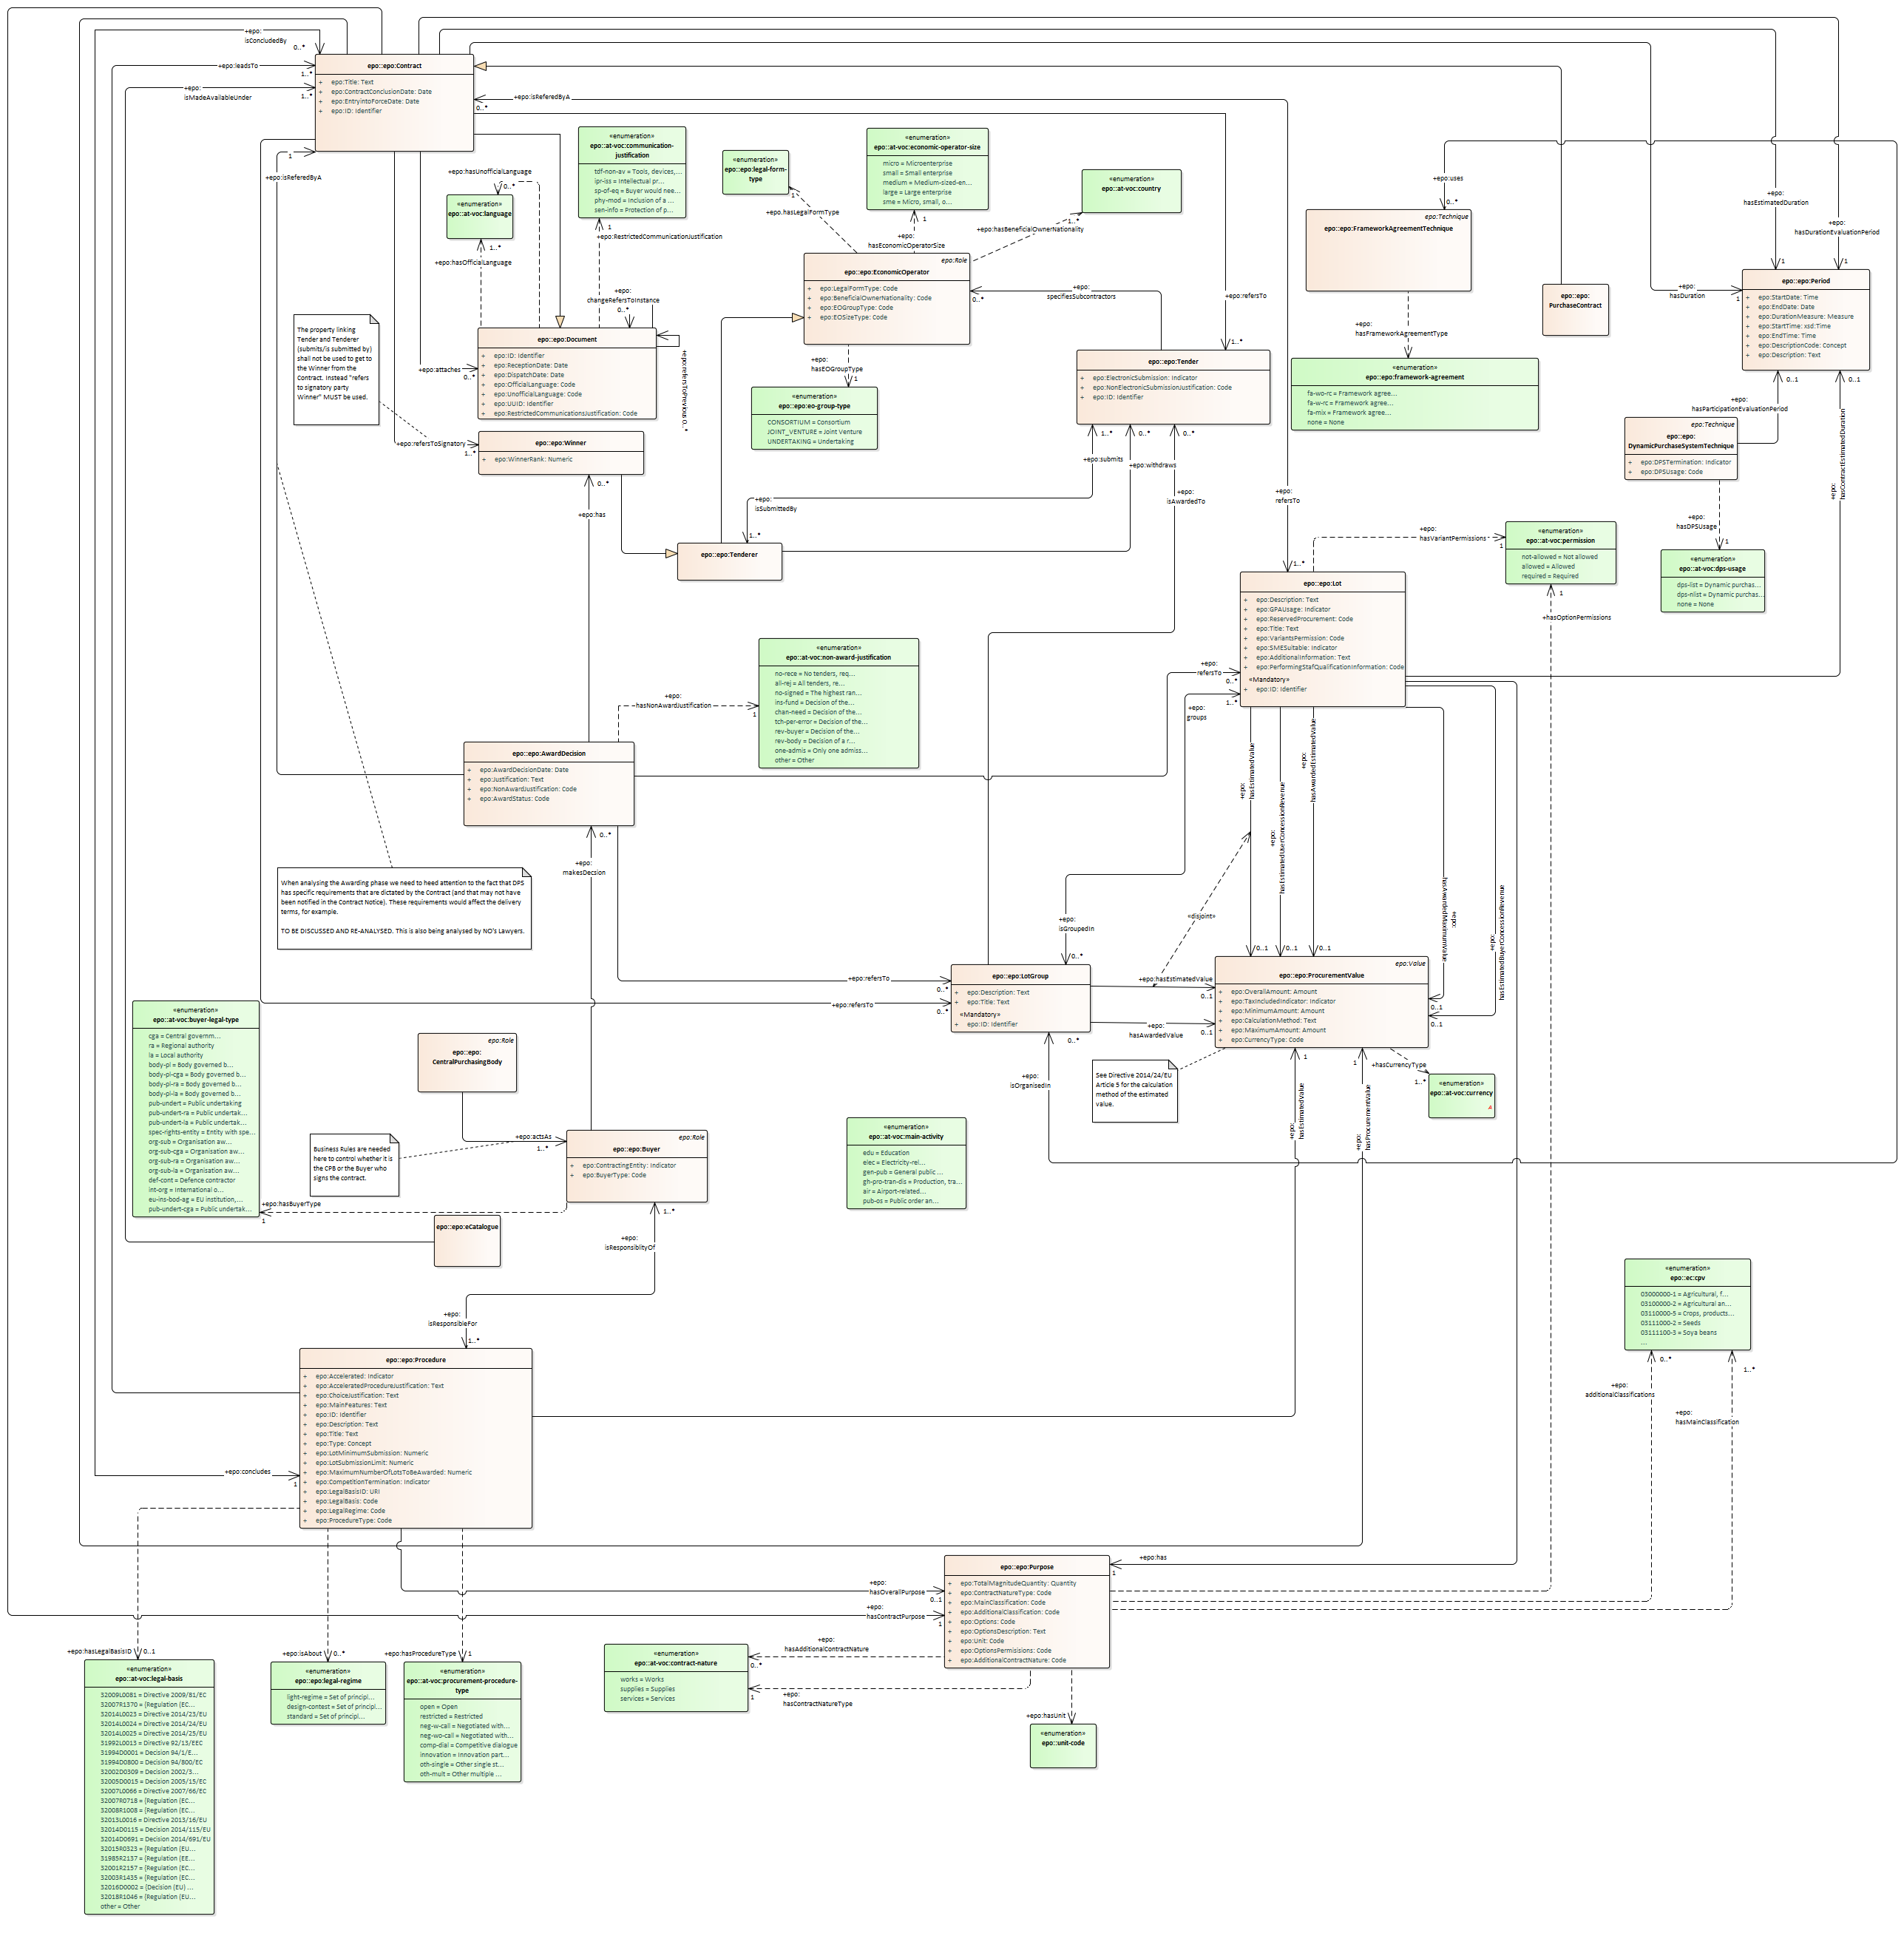 +epo:
isConcludedBy
0..*
+epo:leadsTo
1..*
+epo:
isMadeAvailableUnder
1..*
epo::epo:Contract
+ epo:Title: Text
+ epo:ContractConclusionDate: Date
+ epo:EntryintoForceDate: Date
+ epo:ID: Identifier
+epo:isReferedByA
0..*
1
+epo:isReferedByA
+epo:hasUnofficialLanguage
0..*
«enumeration»
epo::at-voc:language
1..*
+epo:hasOfficialLanguage
«enumeration»
epo::at-voc:communication-
justification
tdf-non-av = Tools, devices,...
ipr-iss = Intellectual pr...
sp-of-eq = Buyer would nee...
phy-mod = Inclusion of a ...
sen-info = Protection of p...
1
+epo:RestrictedCommunicationJustification
«enumeration»
epo::epo:legal-form-
type
1
+epo.hasLegalFormType
«enumeration»
epo::at-voc:economic-operator-size
micro = Microenterprise
small = Small enterprise
medium = Medium-sized-en...
large = Large enterprise
sme = Micro, small, o...
1
+epo:
hasEconomicOperatorSize
«enumeration»
epo::at-voc:country
1..*
+epo:hasBeneficialOwnerNationality
+epo:uses
0..*
epo:Technique
epo::epo:FrameworkAgreementTechnique
+epo:
hasEstimatedDuration
1
+epo:
hasDurationEvaluationPeriod
1
+epo:
hasDuration
1
epo::epo:
PurchaseContract
epo::epo:Period
+ epo:StartDate: Time
+ epo:EndDate: Date
+ epo:DurationMeasure: Measure
+ epo:StartTime: xsd:Time
+ epo:EndTime: Time
+ epo:DescriptionCode: Concept
+ epo:Description: Text
epo:Role
epo::epo:EconomicOperator
+ epo:LegalFormType: Code
+ epo:BeneficialOwnerNationality: Code
+ epo:EOGroupType: Code
+ epo:EOSizeType: Code
0..*
+epo:
specifiesSubcontractors
+epo:refersTo
1..*
+epo:
changeRefersToInstance
0..*
The property linking
Tender and Tenderer
(submits/is submitted by)
shall not be used to get to
the Winner from the
Contract. Instead "refers
to signatory party
Winner" MUST be used.
+epo:attaches
0..*
epo::epo:Document
+ epo:ID: Identifier
+ epo:ReceptionDate: Date
+ epo:DispatchDate: Date
+ epo:OfficialLanguage: Code
+ epo:UnofficialLanguage: Code
+ epo:UUID: Identifier
+ epo:RestrictedCommunicationsJustification: Code
+epo:refersToPrevious
0..*
+epo:
hasEOGroupType
1
«enumeration»
epo::epo:eo-group-type
CONSORTIUM = Consortium
JOINT_VENTURE = Joint Venture
UNDERTAKING = Undertaking
epo::epo:Tender
+ epo:ElectronicSubmission: Indicator
+ epo:NonElectronicSubmissionJustification: Code
+ epo:ID: Identifier
+epo:
hasFrameworkAgreementType
«enumeration»
epo::epo:framework-agreement
fa-wo-rc = Framework agree...
fa-w-rc = Framework agree...
fa-mix = Framework agree...
none = None
0..1
+epo:
hasParticipationEvaluationPeriod
0..1
+epo:
hasContractEstimatedDuration
epo:Technique
epo::epo:
DynamicPurchaseSystemTechnique
+ epo:DPSTermination: Indicator
+ epo:DPSUsage: Code
+epo:
hasDPSUsage
1
«enumeration»
epo::at-voc:dps-usage
dps-list = Dynamic purchas...
dps-nlist = Dynamic purchas...
none = None
+epo:refersToSignatory
1..*
epo::epo:Winner
+ epo:WinnerRank: Numeric
0..*
+epo:has
1..*
+epo:submits
0..*
+epo:withdraws
0..*
+epo:
isAwardedTo
+epo:
isSubmittedBy
1..*
epo::epo:Tenderer
+epo:
refersTo
1..*
+epo:
hasVariantPermissions
1
«enumeration»
epo::at-voc:permission
not-allowed = Not allowed
allowed = Allowed
required = Required
1
+hasOptionPermissions
epo::epo:Lot
+ epo:Description: Text
+ epo:GPAUsage: Indicator
+ epo:ReservedProcurement: Code
+ epo:Title: Text
+ epo:VariantsPermission: Code
+ epo:SMESuitable: Indicator
+ epo:AdditionalInformation: Text
+ epo:PerformingStafQualificationInformation: Code
«Mandatory»
+ epo:ID: Identifier
+epo:
refersTo
0..*
1..*
+epo:
groups
«enumeration»
epo::at-voc:non-award-justification
no-rece = No tenders, req...
all-rej = All tenders, re...
no-signed = The highest ran...
ins-fund = Decision of the...
chan-need = Decision of the...
tch-per-error = Decision of the...
rev-buyer = Decision of the...
rev-body = Decision of a r...
one-admis = Only one admiss...
other = Other
+epo:
hasNonAwardJustification
1
epo::epo:AwardDecision
+ epo:AwardDecisionDate: Date
+ epo:Justification: Text
+ epo:NonAwardJustification: Code
+ epo:AwardStatus: Code
0..*
+epo:
makesDecsion
When analysing the Awarding phase we need to heed attention to the fact that DPS
has specific requirements that are dictated by the Contract (and that may not have
been notified in the Contract Notice). These requirements would affect the delivery
terms, for example.
TO BE DISCUSSED AND RE-ANALYSED. This is also being analysed by NO's Lawyers.
+epo:
hasEstimatedValue
0..1
+epo:
hasEstimatedUserConcessionRevenue
0..1
+epo:
hasAwardedEstimatedValue
0..1
+epo:
hasAwardedMaximumValue
0..1
+epo:
hasEstimatedBuyerConcessionRevenue
0..1
«disjoint»
+epo:
isGroupedIn
0..*
+epo:refersTo
0..*
+epo:refersTo
0..*
epo::epo:LotGroup
+ epo:Description: Text
+ epo:Title: Text
«Mandatory»
+ epo:ID: Identifier
+epo:hasEstimatedValue
0..1
+epo:
hasAwardedValue
0..1
epo:Value
epo::epo:ProcurementValue
+ epo:OverallAmount: Amount
+ epo:TaxIncludedIndicator: Indicator
+ epo:MinimumAmount: Amount
+ epo:CalculationMethod: Text
+ epo:MaximumAmount: Amount
+ epo:CurrencyType: Code
0..*
+epo:
isOrganisedIn
See Directive 2014/24/EU
Article 5 for the calculation
method of the estimated
value.
1
+epo:
hasEstimatedValue
1
+epo:
hasProcurementValue
+hasCurrencyType
1..*
«enumeration»
epo::at-voc:currency
«enumeration»
epo::at-voc:buyer-legal-type
cga = Central governm...
ra = Regional authority
la = Local authority
body-pl = Body governed b...
body-pl-cga = Body governed b...
body-pl-ra = Body governed b...
body-pl-la = Body governed b...
pub-undert = Public undertaking
pub-undert-ra = Public undertak...
pub-undert-la = Public undertak...
spec-rights-entity = Entity with spe...
org-sub = Organisation aw...
org-sub-cga = Organisation aw...
org-sub-ra = Organisation aw...
org-sub-la = Organisation aw...
def-cont = Defence contractor
int-org = International o...
eu-ins-bod-ag = EU institution,...
pub-undert-cga = Public undertak...
epo:Role
epo::epo:
CentralPurchasingBody
Business Rules are needed
here to control whether it is
the CPB or the Buyer who
signs the contract.
+epo:actsAs
1..*
epo:Role
epo::epo:Buyer
+ epo:ContractingEntity: Indicator
+ epo:BuyerType: Code
+epo:hasBuyerType
1
epo::epo:eCatalogue
1..*
+epo:
isResponsiblityOf
«enumeration»
epo::at-voc:main-activity
edu = Education
elec = Electricity-rel...
gen-pub = General public ...
gh-pro-tran-dis = Production, tra...
air = Airport-related...
pub-os = Public order an...
+epo:
isResponsibleFor
1..*
epo::epo:Procedure
+ epo:Accelerated: Indicator
+ epo:AcceleratedProcedureJustification: Text
+ epo:ChoiceJustification: Text
+ epo:MainFeatures: Text
+ epo:ID: Identifier
+ epo:Description: Text
+ epo:Title: Text
+ epo:Type: Concept
+ epo:LotMinimumSubmission: Numeric
+ epo:LotSubmissionLimit: Numeric
+ epo:MaximumNumberOfLotsToBeAwarded: Numeric
+ epo:CompetitionTermination: Indicator
+ epo:LegalBasisID: URI
+ epo:LegalBasis: Code
+ epo:LegalRegime: Code
+ epo:ProcedureType: Code
+epo:concludes
1
«enumeration»
epo::ec:cpv
03000000-1 = Agricultural, f...
03100000-2 = Agricultural an...
03110000-5 = Crops, products...
03111000-2 = Seeds
03111100-3 = Soya beans
....
0..*
+epo:
additionalClassifications
1..*
+epo:
hasMainClassification
+epo:
hasOverallPurpose
0..1
+epo:
hasContractPurpose
1
epo::epo:Purpose
+ epo:TotalMagnitudeQuantity: Quantity
+ epo:ContractNatureType: Code
+ epo:MainClassification: Code
+ epo:AdditionalClassification: Code
+ epo:Options: Code
+ epo:OptionsDescription: Text
+ epo:Unit: Code
+ epo:OptionsPermisisions: Code
+ epo:AdditionalContractNature: Code
+epo:has
1
+epo:hasLegalBasisID
0..1
«enumeration»
epo::at-voc:legal-basis
32009L0081 = Directive 2009/81/EC
32007R1370 = (Regulation (EC...
32014L0023 = Directive 2014/23/EU
32014L0024 = Directive 2014/24/EU
32014L0025 = Directive 2014/25/EU
31992L0013 = Directive 92/13/EEC
31994D0001 = Decision 94/1/E...
31994D0800 = Decision 94/800/EC
32002D0309 = Decision 2002/3...
32005D0015 = Decision 2005/15/EC
32007L0066 = Directive 2007/66/EC
32007R0718 = (Regulation (EC...
32008R1008 = (Regulation (EC...
32013L0016 = Directive 2013/16/EU
32014D0115 = Decision 2014/115/EU
32014D0691 = Decision 2014/691/EU
32015R0323 = (Regulation (EU...
31985R2137 = (Regulation (EE...
32001R2157 = (Regulation (EC...
32003R1435 = (Regulation (EC...
32016D0002 = (Decision (EU) ...
32018R1046 = (Regulation (EU...
other = Other
+epo:isAbout
0..*
«enumeration»
epo::epo:legal-regime
light-regime = Set of principl...
design-contest = Set of principl...
standard = Set of principl...
+epo:hasProcedureType
1
«enumeration»
epo::at-voc:procurement-procedure-
type
open = Open
restricted = Restricted
neg-w-call = Negotiated with...
neg-wo-call = Negotiated with...
comp-dial = Competitive dialogue
innovation = Innovation part...
oth-single = Other single st...
oth-mult = Other multiple ...
«enumeration»
epo::at-voc:contract-nature
works = Works
supplies = Supplies
services = Services
+epo:
hasAdditionalContractNature
0..*
1
+epo:
hasContractNatureType
+epo:hasUnit
1..*
«enumeration»
epo::unit-code